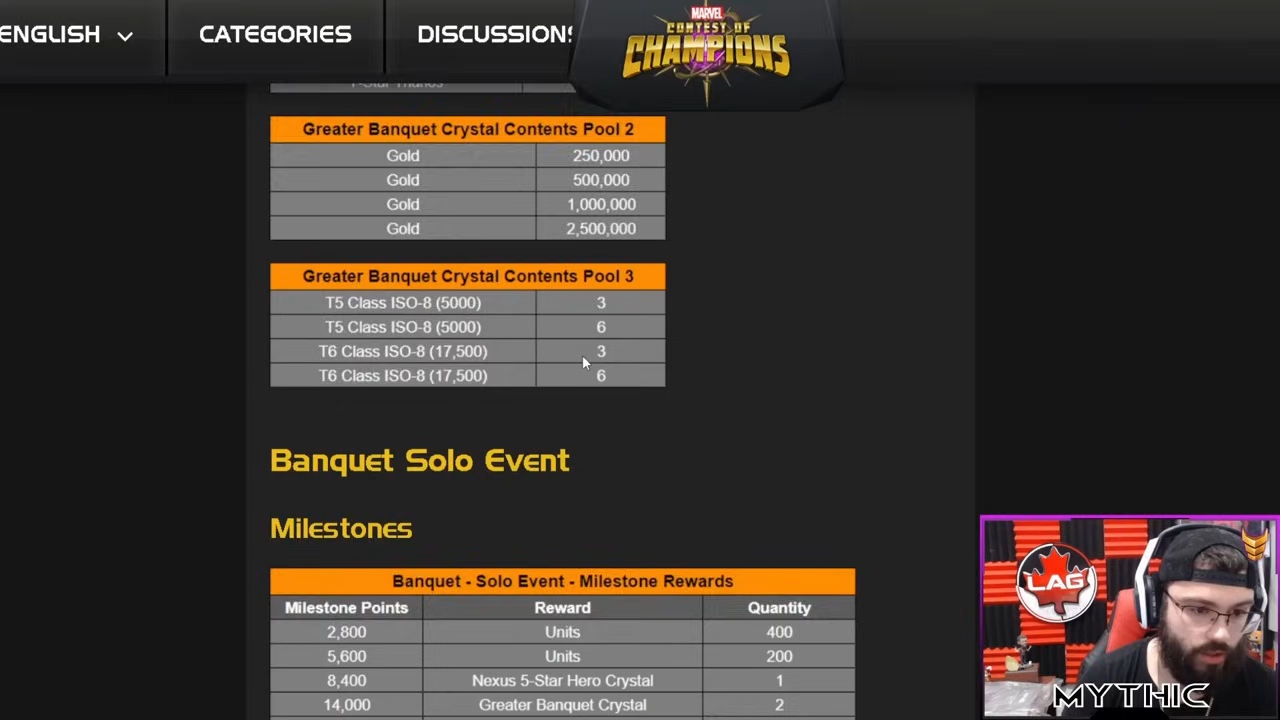 ENGLISH
CATEGORIES
DISCUSSIONS
MARVEL
CONTEST OF
CHAMPIONS
Greater Banquet Crystal Contents Pool 2
Gold 250,000
Gold 500,000
Gold 1,000,000
Gold 2,500,000
Greater Banquet Crystal Contents Pool 3
T5 Class ISO-8 (5000) 3
T5 Class ISO-8 (5000) 6
T6 Class ISO-8 (17,500) 3
T6 Class ISO-8 (17,500) 6
Banquet Solo Event
Milestones
Banquet - Solo Event - Milestone Rewards
Milestone Points Reward Quantity
2,800 Units 400
5,600 Units 200
8,400 Nexus 5-Star Hero Crystal 1
14,000 Greater Banquet Crystal 2
LAG
MYTHIC